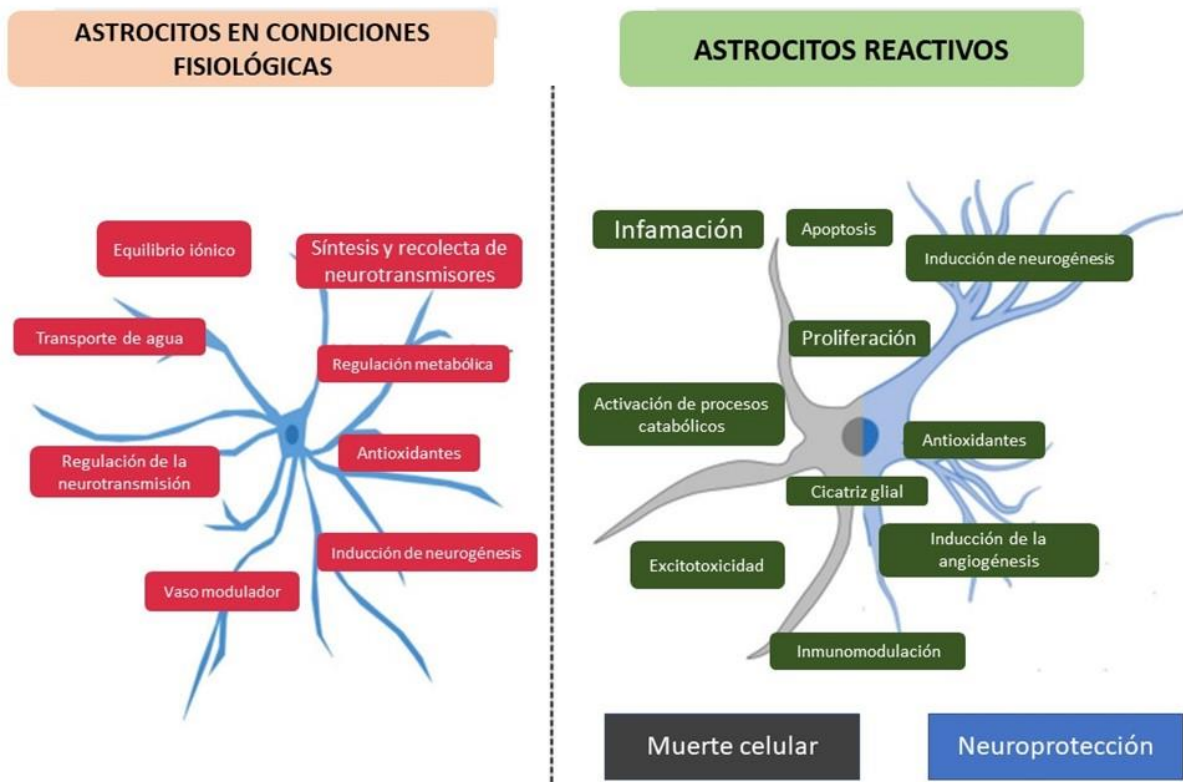 ASTROCITOS EN CONDICIONES
FISIOLÓGICAS
Equilibrio iónico
Síntesis y recolecta de
neurotransmisores
Transporte de agua
Regulación metabólica
Regulación de la
neurotransmisión
Antioxidantes
Inducción de neurogénesis
Vaso modulador
ASTROCITOS REACTIVOS
Infamación
Apoptosis
Inducción de neurogénesis
Proliferación
Activación de procesos
catabólicos
Antioxidantes
Cicatriz glial
Inducción de la
angiogénesis
Excitotoxicidad
Inmunomodulación
Muerte celular
Neuroprotección